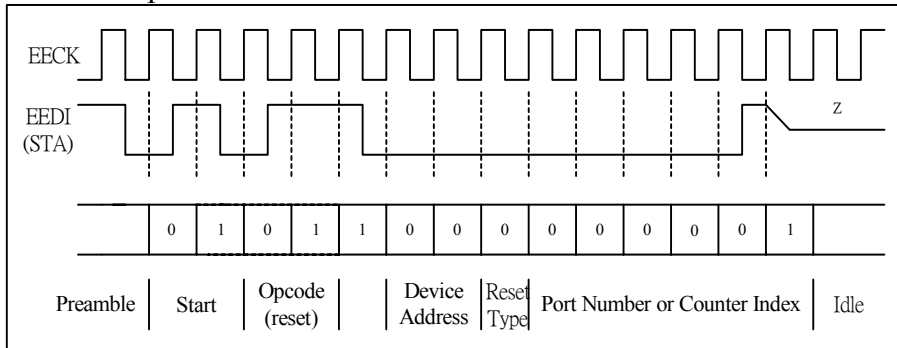 EECK
EEDI
(STA)
Z
0 1 0 1 1 0 0 0 0 0 0 0 0 1
Preamble Start Opcode (reset) Device Address Reset Type Port Number or Counter Index Idle